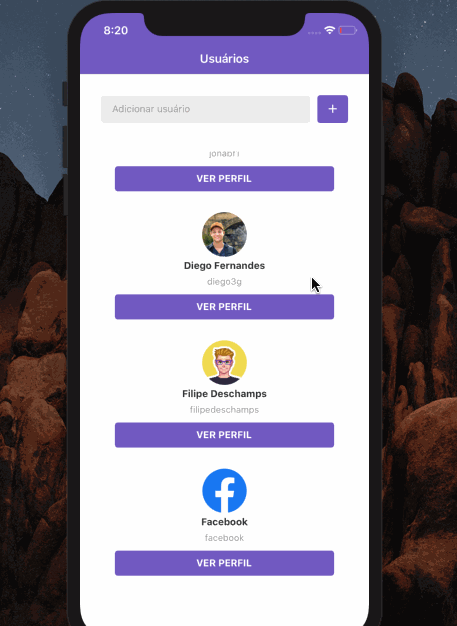 8:20
Usuários
Adicionar usuário
+
VER PERFIL
Diego Fernandes
diego3g
VER PERFIL
Filipe Deschamps
filipedeschamps
VER PERFIL
Facebook
facebook
VER PERFIL